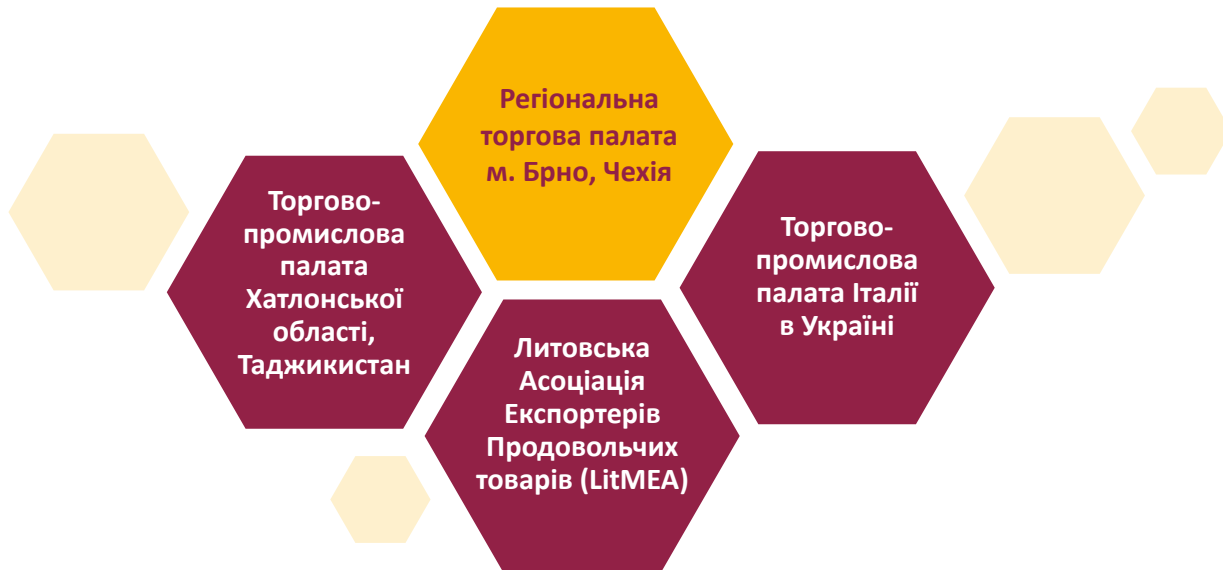 Регіональна
торгова палата
м. Брно, Чехія
Торгово-
промислова
палата
Хатлонської
області,
Таджикистан
Торгово-
промислова
палата Італії
в Україні
Литовська
Асоціація
Експортерів
Продовольчих
товарів (LitMEA)